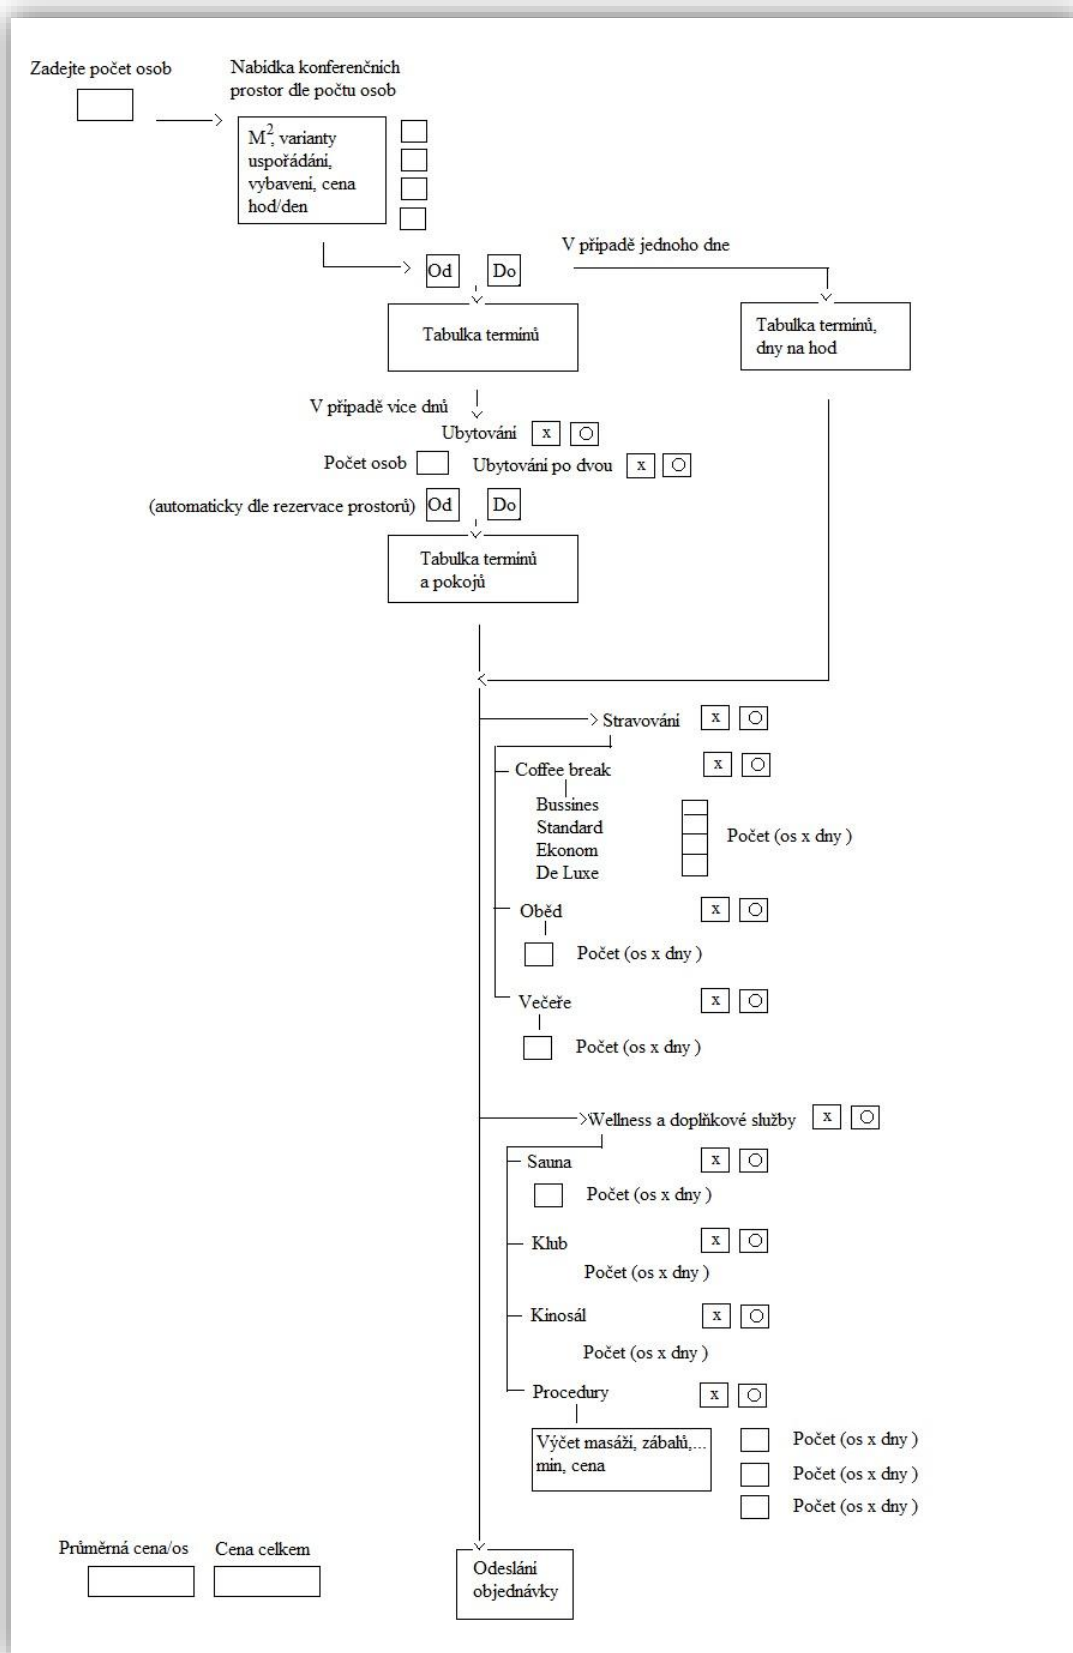 Zadejte počet osob
Nabídka konferenčních
prostor dle počtu osob
M², varianty
uspořádání,
vybavení, cena
hod/den
V případě jednoho dne
Od
Do
Tabulka termínů
Tabulka termínů,
dny na hod
V případě více dnů
Ubytování x
Počet osob
Ubytování po dvou x
(automaticky dle rezervace prostorů) Od Do
Tabulka termínů
a pokojů
Stravování x
Coffee break x
Bussines
Standard
Ekonom
De Luxe
Počet (os x dny )
Oběd x
Počet (os x dny )
Večeře x
Počet (os x dny )
Wellness a doplňkové služby x
Sauna x
Počet (os x dny )
Klub x
Počet (os x dny )
Kinosál x
Počet (os x dny )
Procedury x
Výčet masáží, zábalů,...
min, cena
Počet (os x dny )
Počet (os x dny )
Počet (os x dny )
Průměrná cena/os
Cena celkem
Odeslání
objednávky